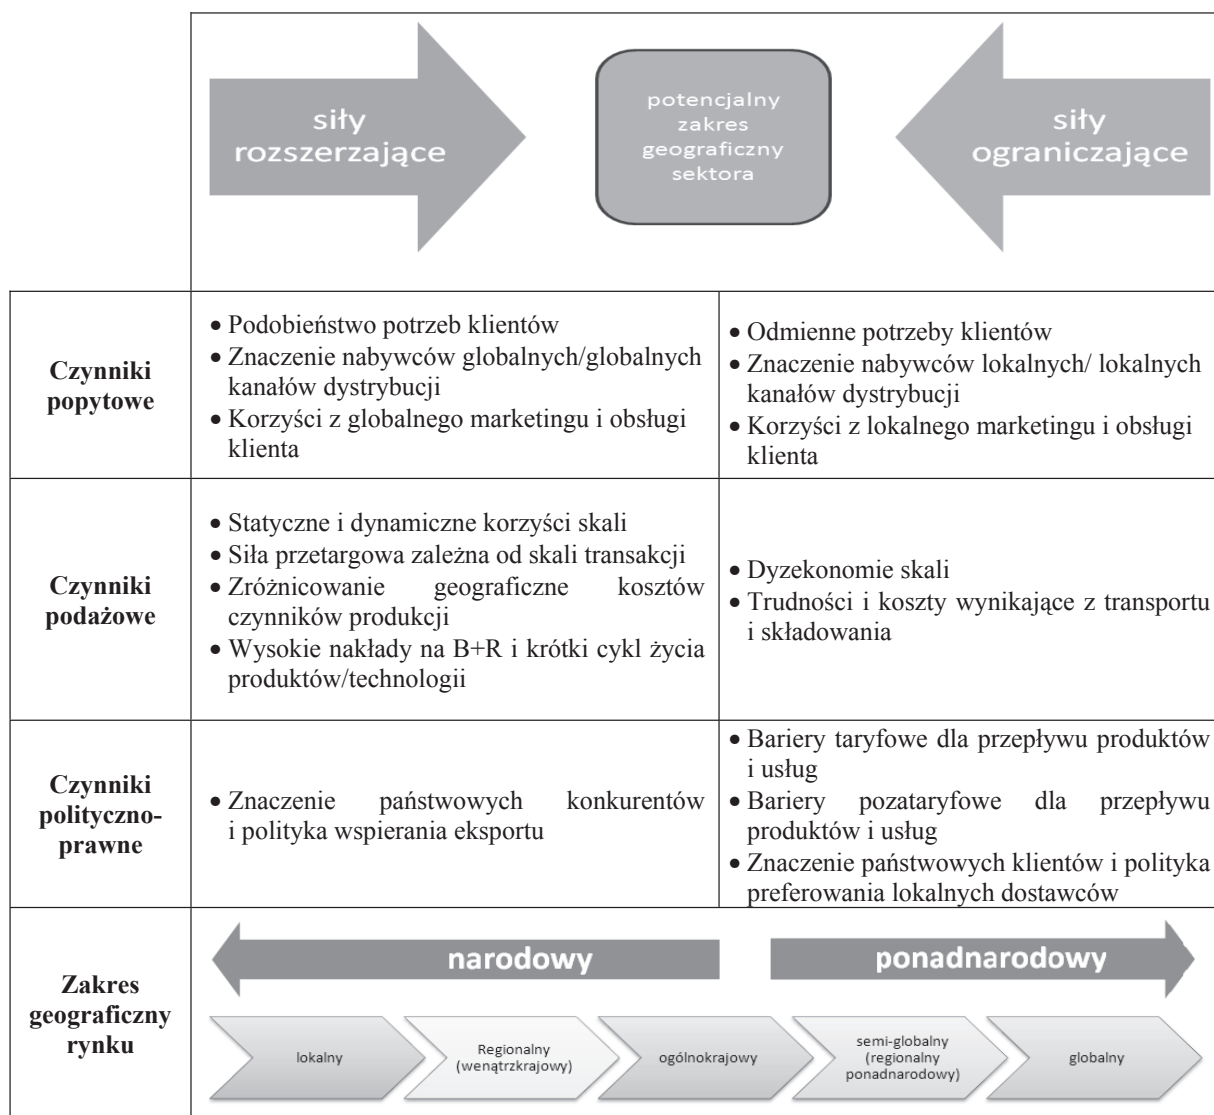 siły
rozszerzające
potencjalny
zakres
geograficzny
sektora
siły
ograniczające
Czynniki
popytowe
• Podobieństwo potrzeb klientów
• Znaczenie nabywców globalnych/globalnych
kanałów dystrybucji
• Korzyści z globalnego marketingu i obsługi
klienta
• Odmienne potrzeby klientów
• Znaczenie nabywców lokalnych/ lokalnych
kanałów dystrybucji
• Korzyści z lokalnego marketingu i obsługi
klienta
Czynniki
podażowe
• Statyczne i dynamiczne korzyści skali
• Siła przetargowa zależna od skali transakcji
• Zróżnicowanie geograficzne kosztów
czynników produkcji
• Wysokie nakłady na B+R i krótki cykl życia
produktów/technologii
• Dyzekonomie skali
• Trudności i koszty wynikające z transportu
i składowania
Czynniki
polityczno-
prawne
• Znaczenie państwowych konkurentów
i polityka wspierania eksportu
• Bariery taryfowe dla przepływu produktów
i usług
• Bariery pozataryfowe dla przepływu
produktów i usług
• Znaczenie państwowych klientów i polityka
preferowania lokalnych dostawców
Zakres
geograficzny
rynku
narodowy
ponadnarodowy
lokalny
Regionalny
(wenątrzkrajowy)
ogólnokrajowy
semi-globalny
(regionalny
ponadnarodowy)
globalny